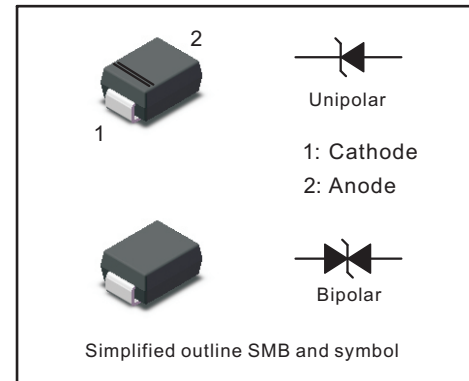 2
1
Unipolar
1: Cathode
2: Anode
Bipolar
Simplified outline SMB and symbol